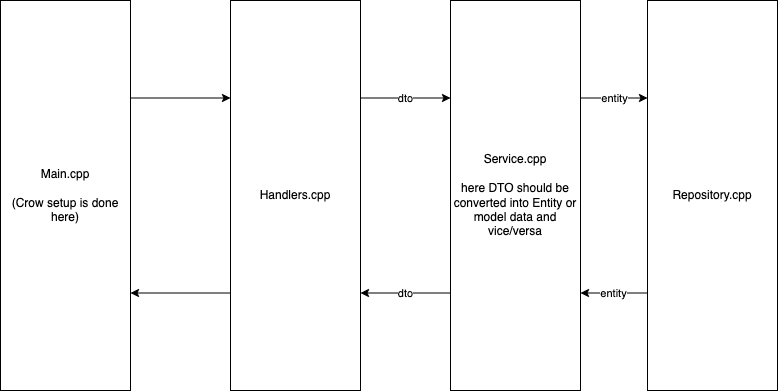 dto
entity
Main.cpp
(Crow setup is done
here)
Handlers.cpp
Service.cpp
here DTO should be
converted into Entity or
model data and
vice/versa
Repository.cpp
dto
entity